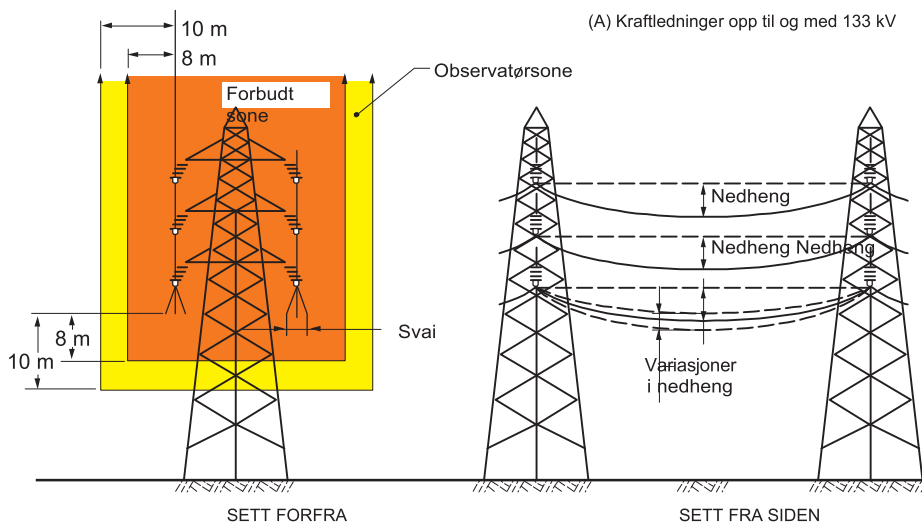 (A) Kraftledninger opp til og med 133 kV
10 m
8 m
Observatørsone
Forbudt
sone
Nedheng
Nedheng Nedheng
8 m
10 m
Svai
Variasjoner
i nedheng
SETT FORFRA
SETT FRA SIDEN